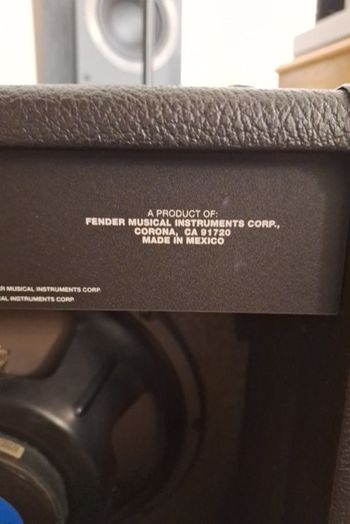 A PRODUCT OF:
FENDER MUSICAL INSTRUMENTS CORP.,
CORONA, CA 91720
MADE IN MEXICO
MUSICAL INSTRUMENTS CORP.
INSTRUMENTS CORP.